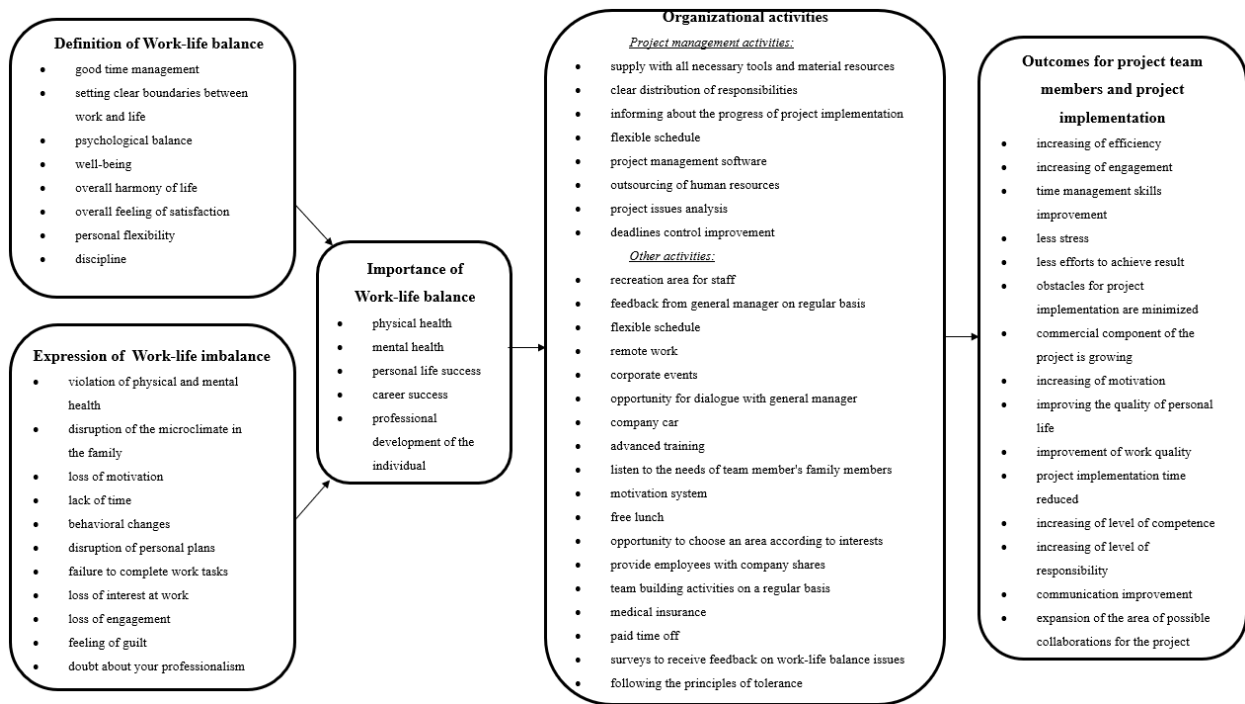 Definition of Work-life balance
• good time management
• setting clear boundaries between
work and life
• psychological balance
• well-being
• overall harmony of life
• overall feeling of satisfaction
• personal flexibility
• discipline
Expression of Work-life imbalance
• violation of physical and mental
health
• disruption of the microclimate in
the family
• loss of motivation
• lack of time
• behavioral changes
• disruption of personal plans
• failure to complete work tasks
• loss of interest at work
• loss of engagement
• feeling of guilt
• doubt about your professionalism
Importance of
Work-life balance
• physical health
• mental health
• personal life success
• career success
• professional
development of the
individual
Organizational activities
Project management activities:
• supply with all necessary tools and material resources
• clear distribution of responsibilities
• informing about the progress of project implementation
• flexible schedule
• project management software
• outsourcing of human resources
• project issues analysis
• deadlines control improvement
Other activities:
• recreation area for staff
• feedback from general manager on regular basis
• flexible schedule
• remote work
• corporate events
• opportunity for dialogue with general manager
• company car
• advanced training
• listen to the needs of team member's family members
• motivation system
• free lunch
• opportunity to choose an area according to interests
• provide employees with company shares
• team building activities on a regular basis
• medical insurance
• paid time off
• surveys to receive feedback on work-life balance issues
• following the principles of tolerance
Outcomes for project team
members and project
implementation
• increasing of efficiency
• increasing of engagement
• time management skills
improvement
• less stress
• less efforts to achieve result
• obstacles for project
implementation are minimized
• commercial component of the
project is growing
• increasing of motivation
• improving the quality of personal
life
• improvement of work quality
• project implementation time
reduced
• increasing of level of competence
• increasing of level of
responsibility
• communication improvement
• expansion of the area of possible
collaborations for the project